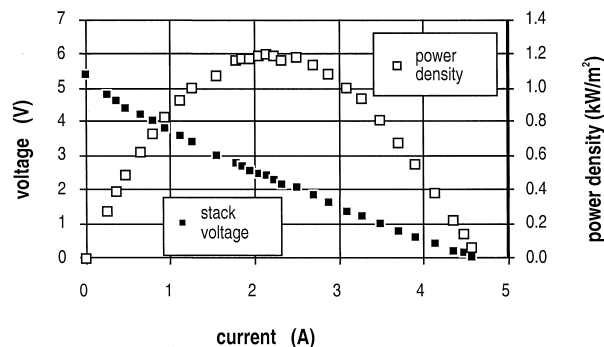 7
6
5
4
3
2
1
0
voltage (V)
1.4
1.2
1.0
0.8
0.6
0.4
0.2
0.0
power density (kW/m²)
power
density
stack
voltage
0 1 2 3 4 5
current (A)